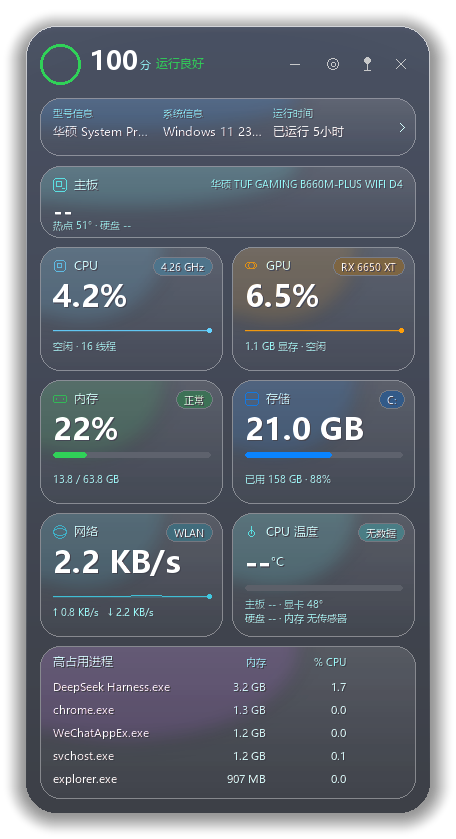 100分 运行良好
型号信息 系统信息 运行时间
华硕 System Pr... Windows 11 23... 已运行 5小时
主板 华硕 TUF GAMING B660M-PLUS WIFI D4
--
热点 51° · 硬盘 --
CPU 4.26 GHz
4.2%
空闲 · 16 线程
GPU RX 6650 XT
6.5%
1.1 GB 显存 · 空闲
内存 正常
22%
13.8 / 63.8 GB
存储 C:
21.0 GB
已用 158 GB · 88%
网络 WLAN
2.2 KB/s
↑ 0.8 KB/s ↓ 2.2 KB/s
CPU 温度 无数据
--°C
主板 -- · 显卡 48°
硬盘 -- · 内存 无传感器
高占用进程 内存 % CPU
DeepSeek Harness.exe 3.2 GB 1.7
chrome.exe 1.3 GB 0.0
WeChatAppEx.exe 1.2 GB 0.0
svchost.exe 1.2 GB 0.1
explorer.exe 907 MB 0.0